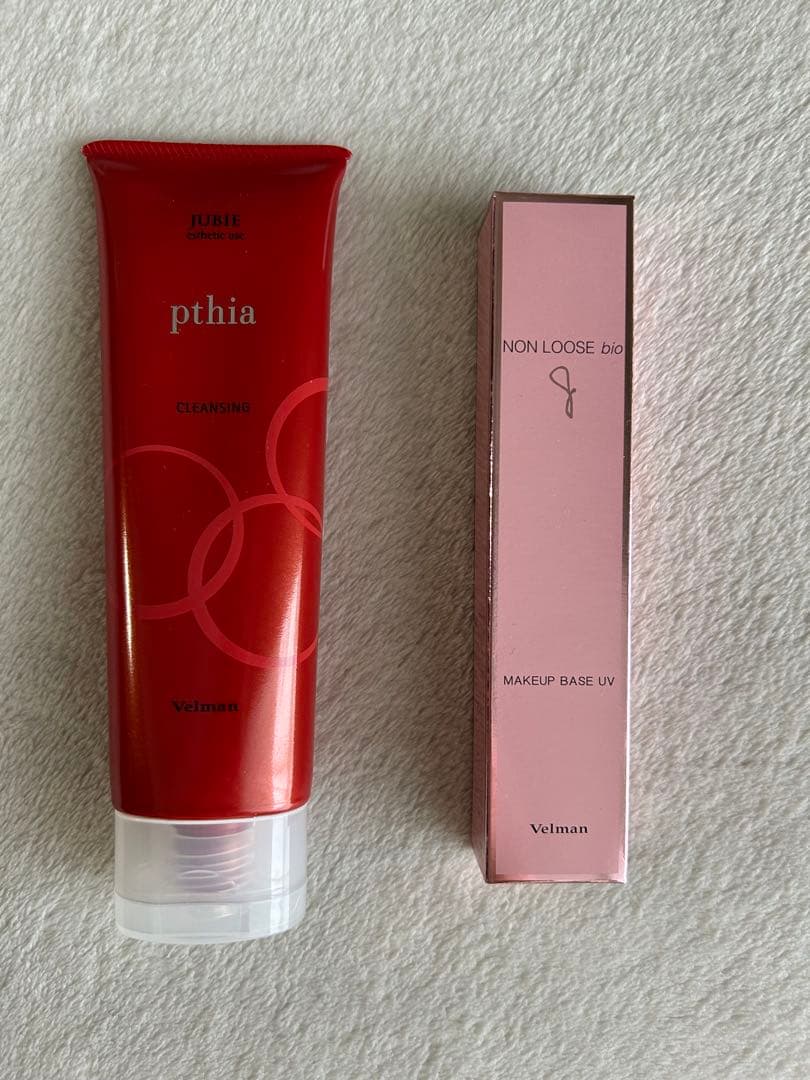 JUBIE
esthetic use
pthia
CLEANSING
Velman
NON LOOSE bio
MAKEUP BASE UV
Velman